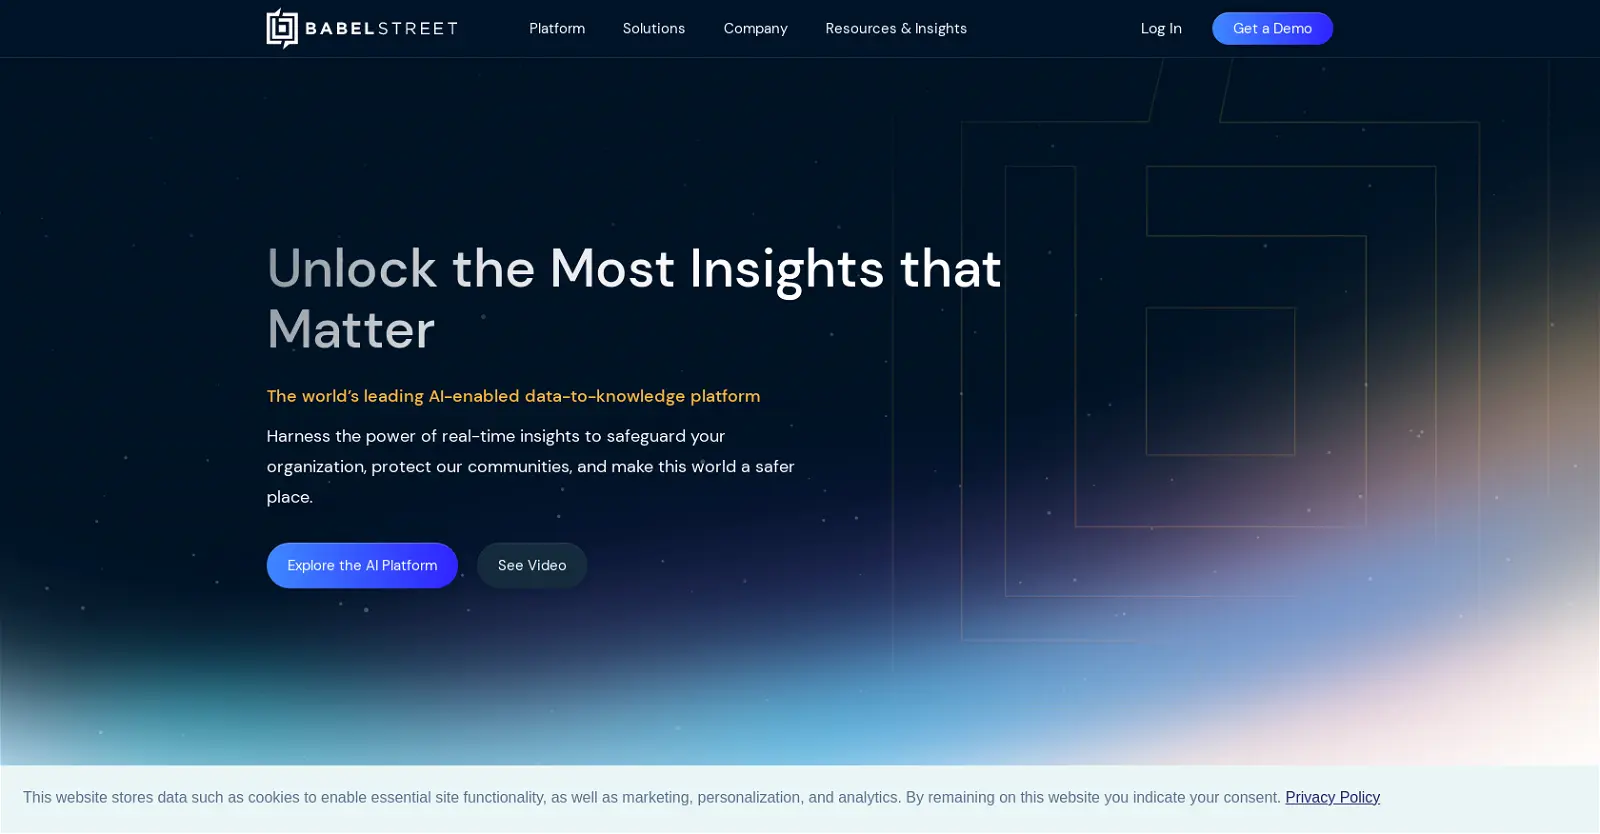 BABELSTREET
Platform
Solutions
Company
Resources & Insights
Log In
Get a Demo
Unlock the Most Insights that
Matter
The world’s leading AI-enabled data-to-knowledge platform
Harness the power of real-time insights to safeguard your
organization, protect our communities, and make this world a safer
place.
Explore the AI Platform
See Video
This website stores data such as cookies to enable essential site functionality, as well as marketing, personalization, and analytics. By remaining on this website you indicate your consent. Privacy Policy